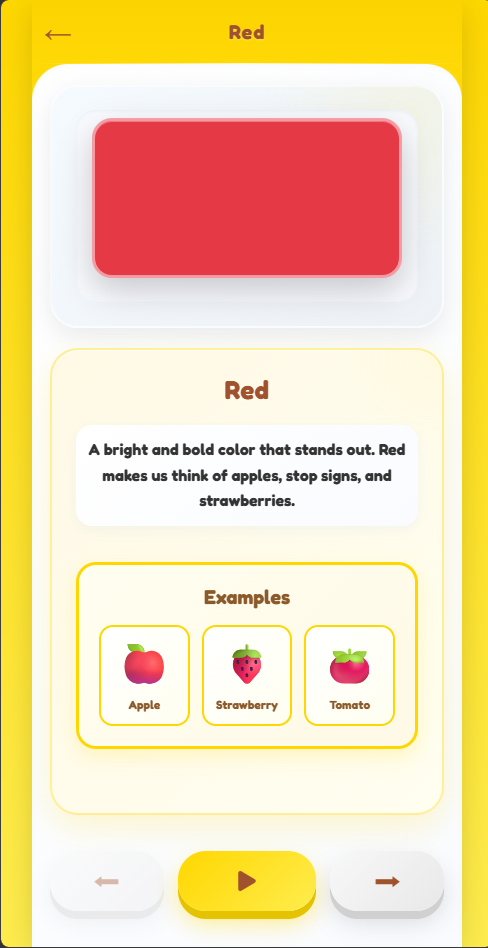 Red
Red
A bright and bold color that stands out. Red
makes us think of apples, stop signs, and
strawberries.
Examples
Apple
Strawberry
Tomato